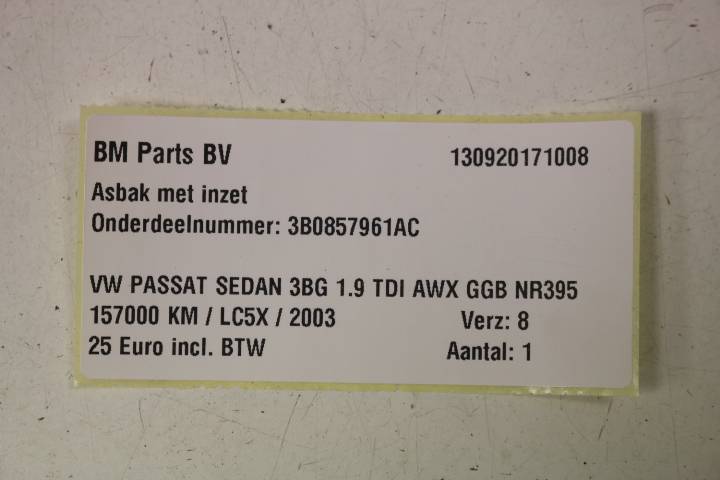 BM Parts BV 130920171008
Asbak met inzet
Onderdeelnummer: 3B0857961AC
VW PASSAT SEDAN 3BG 1.9 TDI AWX GGB NR395
157000 KM / LC5X / 2003 Verz: 8
25 Euro incl. BTW Aantal: 1